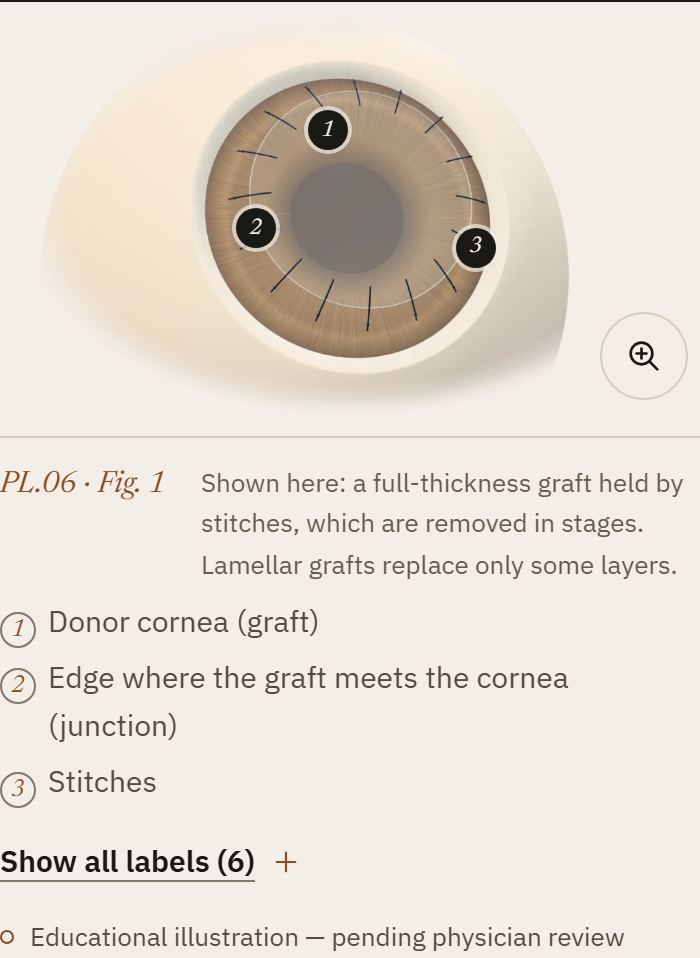 1
2
3
PL.06 · Fig. 1
Shown here: a full-thickness graft held by
stitches, which are removed in stages.
Lamellar grafts replace only some layers.
1 Donor cornea (graft)
2 Edge where the graft meets the cornea
(junction)
3 Stitches
Show all labels (6) +
Educational illustration — pending physician review